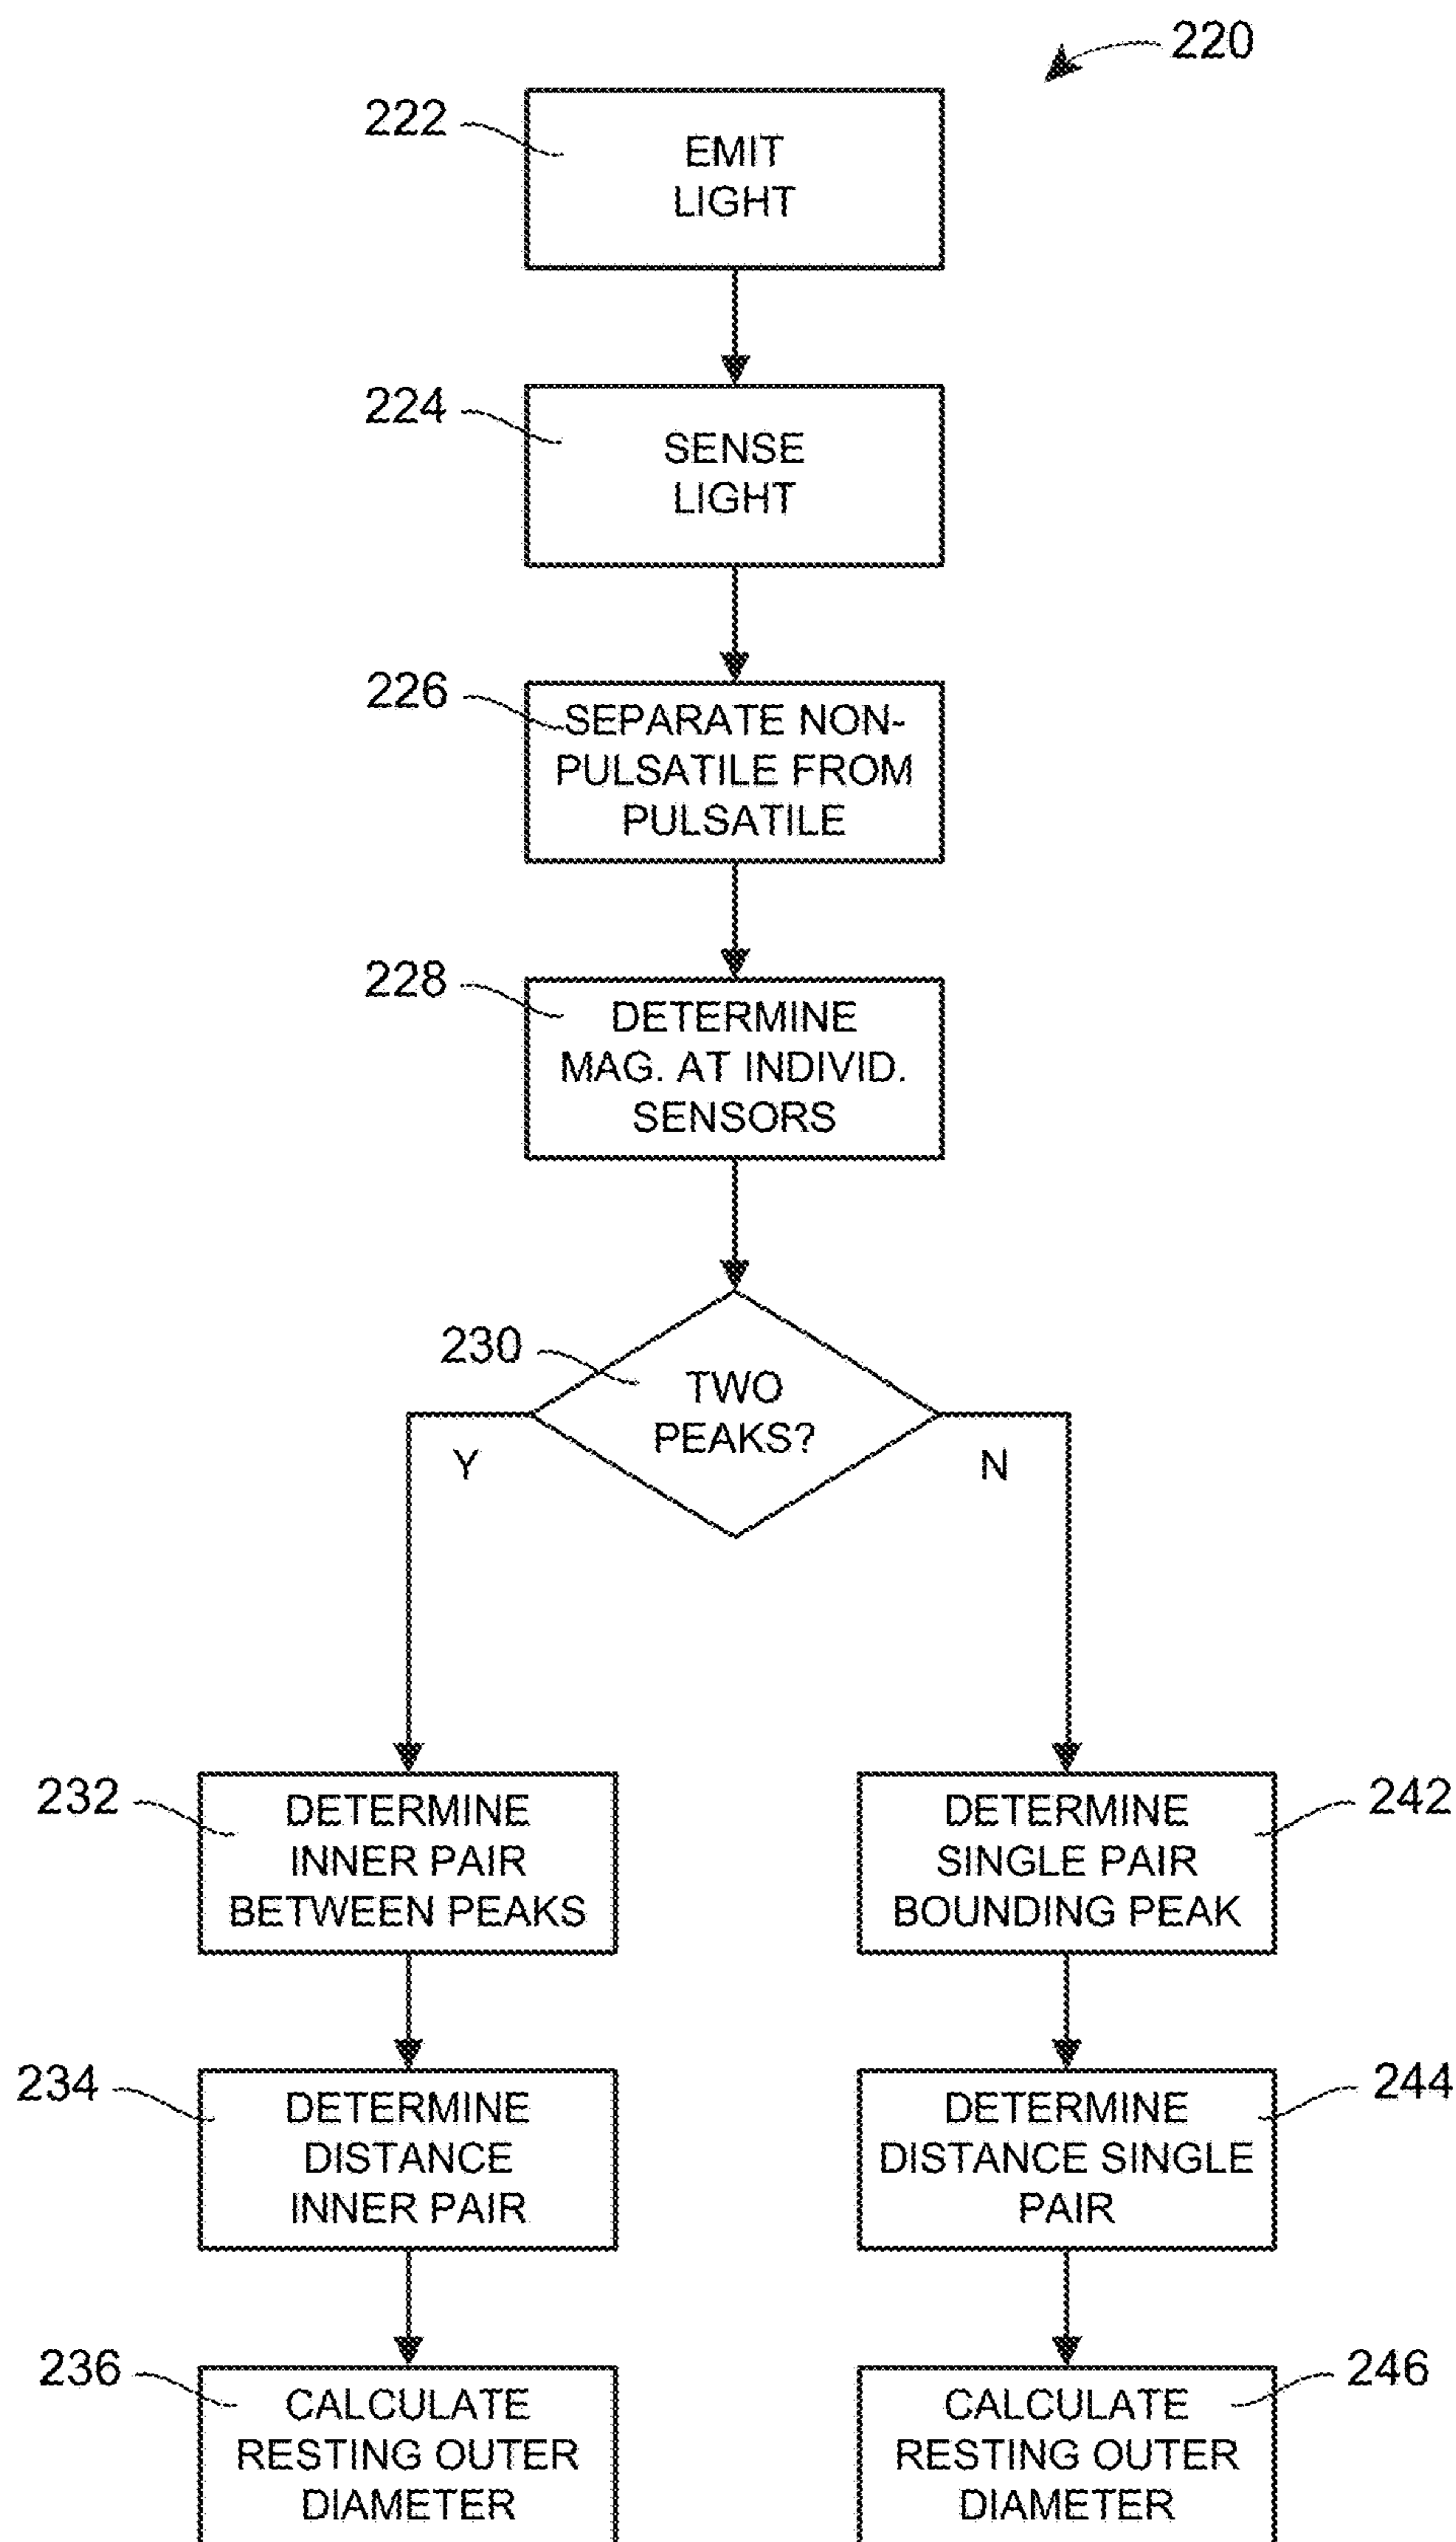 220
222
EMIT
LIGHT
224
SENSE
LIGHT
226
SEPARATE NON-
PULSATILE FROM
PULSATILE
228
DETERMINE
MAG. AT INDIVID.
SENSORS
230
TWO
PEAKS?
Y
N
232
DETERMINE
INNER PAIR
BETWEEN PEAKS
242
DETERMINE
SINGLE PAIR
BOUNDING PEAK
234
DETERMINE
DISTANCE
INNER PAIR
244
DETERMINE
DISTANCE SINGLE
PAIR
236
CALCULATE
RESTING OUTER
DIAMETER
246
CALCULATE
RESTING OUTER
DIAMETER